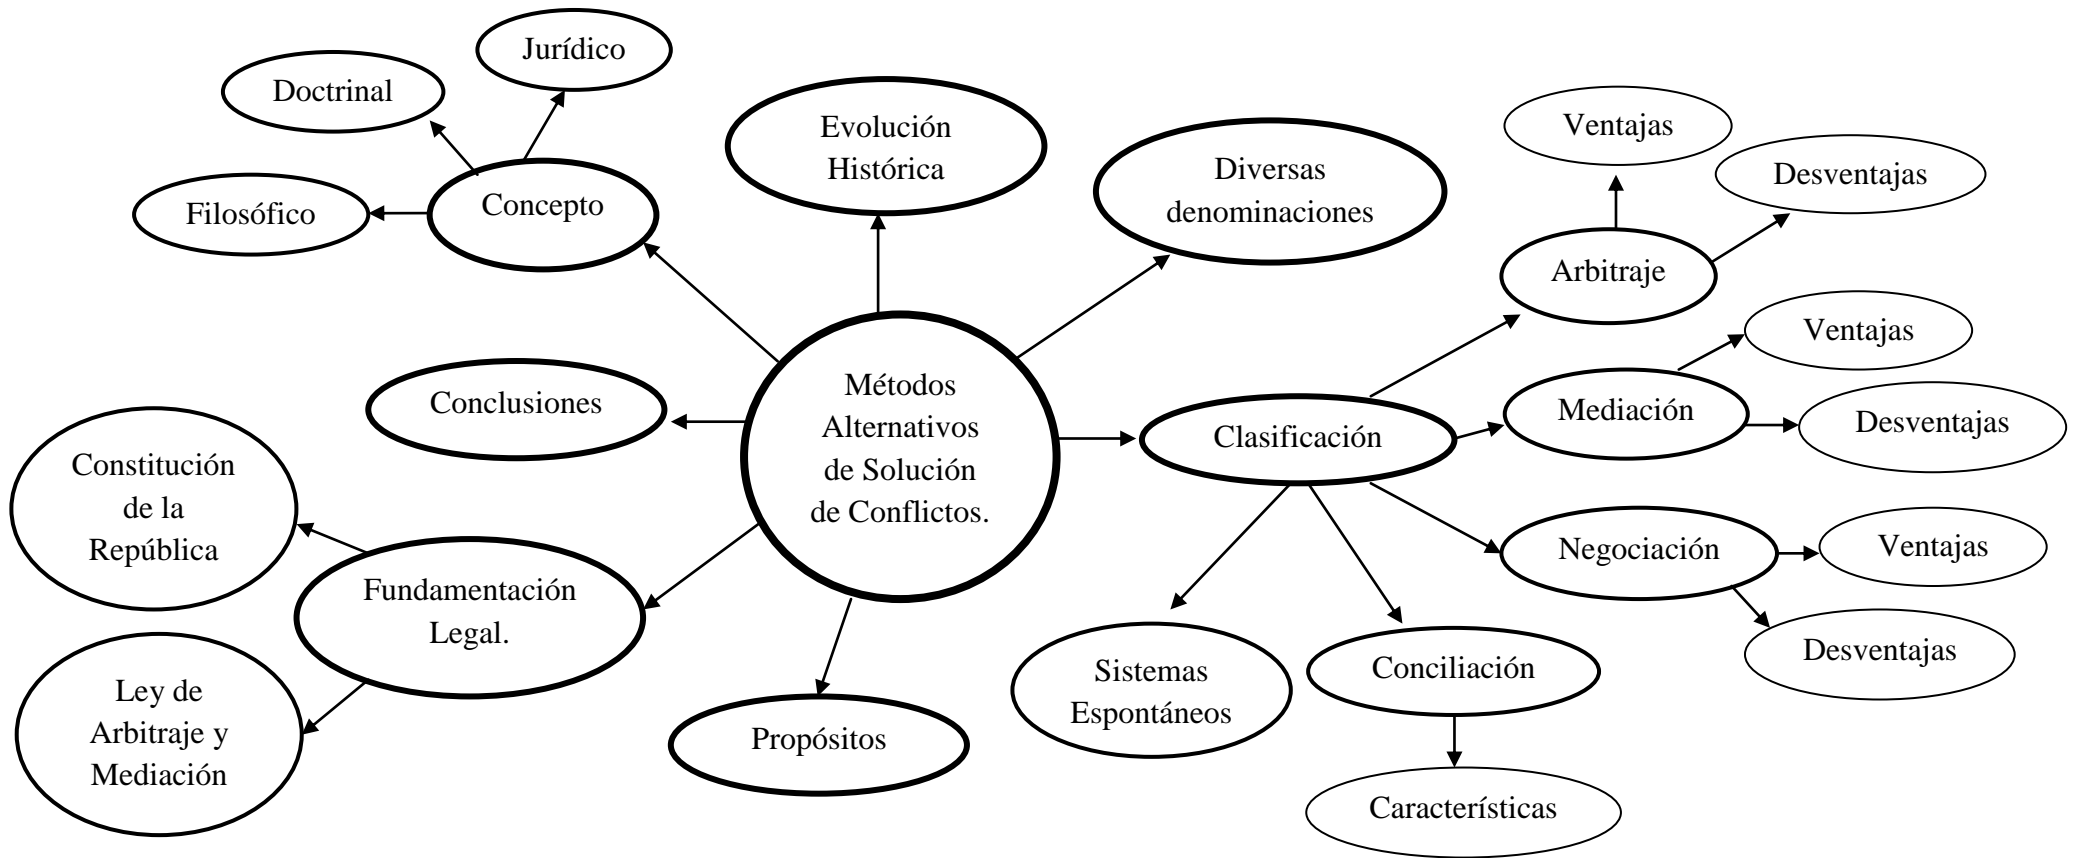 Jurídico
Doctrinal
Filosófico
Concepto
Evolución
Histórica
Diversas
denominaciones
Ventajas
Desventajas
Arbitraje
Ventajas
Mediación
Desventajas
Métodos
Alternativos
de Solución
de Conflictos.
Clasificación
Conclusiones
Constitución
de la
República
Fundamentación
Legal.
Ley de
Arbitraje y
Mediación
Propósitos
Sistemas
Espontáneos
Conciliación
Características
Negociación
Ventajas
Desventajas